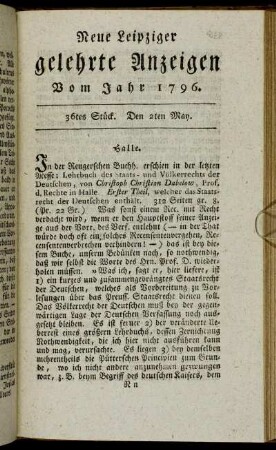 Neue Leipziger
gelehrte Anzeigen
Vom Jahr 1796.
36tes Stück. Den 2ten May.
Halle.
In der Rengerschen Buchh. erschien in der letzten
Messe: Lehrbuch des Staats- und Völkerrechts der
Deutschen, von Christoph Christian Dabelow, Prof.
d. Rechte in Halle. Erster Theil, welcher das Staats-
recht der Deutschen enthält. 310 Seiten gr. 8.
(Pr. 22 Gr.) Was sonst einem Rec. mit Recht
verdacht wird, wenn er den Hauptstoff seiner Anzei-
ge aus der Vorr. des Verf. entlehnt (— in der That
würde doch oft ein solches Recensentenvergehen, Re-
censentenverbrechen verhindern! —) das ist bey die-
sem Buche, unserm Bedünken nach, so nothwendig,
daß wir selbst die Worte des Hrn. Prof. D. wieder-
holen müssen. »Was ich, sagt er, hier liefere, ist
1) ein kurzes und zusammengedrängtes Staatsrecht
der Deutschen, welches als Vorbereitung zu Vor-
lesungen über das Preuß. Staatsrecht dienen soll.
Das Völkerrecht der Deutschen muß bey der gegen-
wärtigen Lage der Deutschen Verfassung noch aus-
gesetzt bleiben. Es ist ferner 2) der veränderte Ue-
berrest eines größern Lehrbuchs, dessen Zernichtung
Nothwendigkeit, die ich hier nicht ausführen kann
und mag, verursachte. Es liegen 3) bey demselben
mehrentheils die Pütterschen Principien zum Grun-
de, wo ich nicht andere anzunehmen gezwungen
war, z. B. beym Begriff des deutschen Kaisers, dem
N n